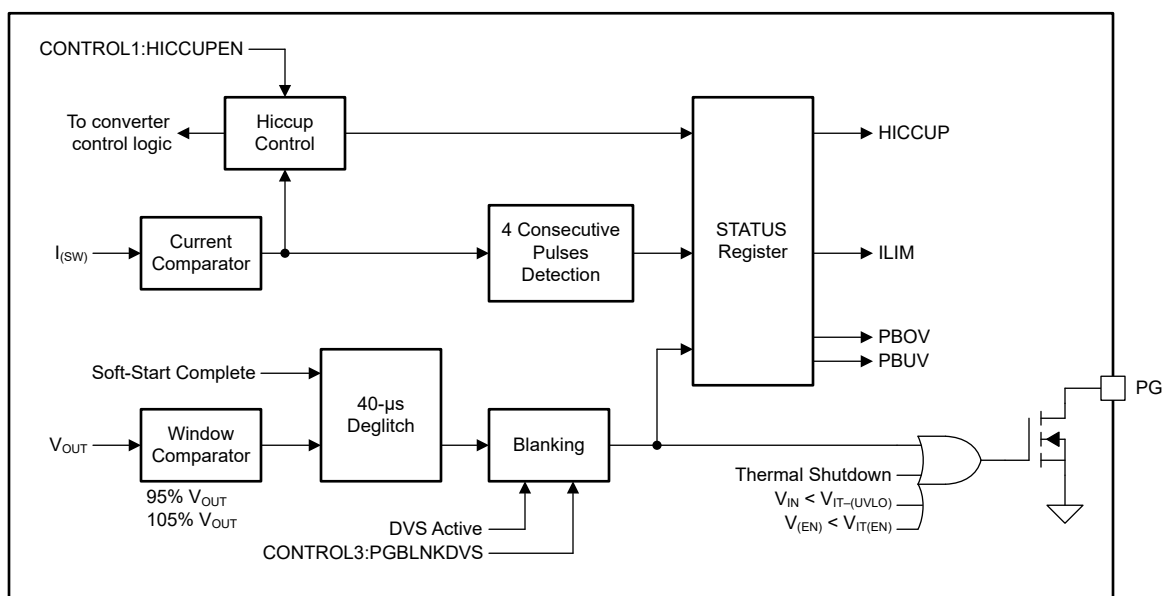 CONTROL1:HICCUPEN
To converter
control logic
Hiccup
Control
HICCUP
I(SW)
Current
Comparator
4 Consecutive
Pulses
Detection
STATUS
Register
ILIM
PBOV
PBUV
Soft-Start Complete
40-µs
Deglitch
VOUT
Window
Comparator
95% VOUT
105% VOUT
Blanking
DVS Active
CONTROL3:PGBLNKDVS
Thermal Shutdown
VIN < VIT–(UVLO)
V(EN) < VIT(EN)
PG